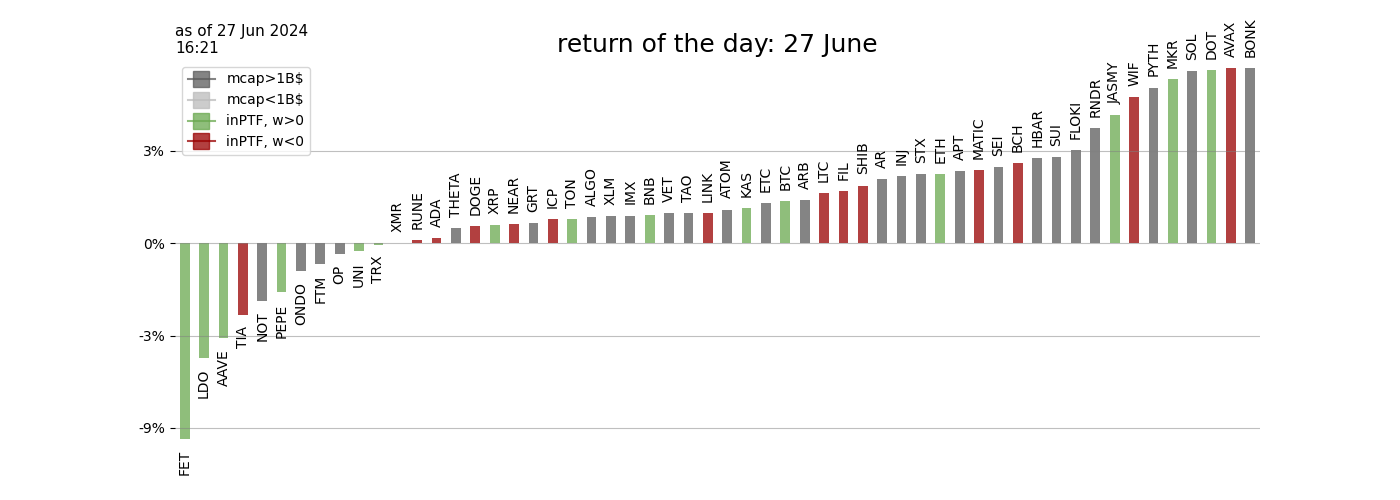 as of 27 Jun 2024
16:21
return of the day: 27 June
mcap>1B$
mcap<1B$
inPTF, w>0
inPTF, w<0
3%
0%
-3%
-9%
FET
LDO
AAVE
TIA
NOT
PEPE
ONDO
FTM
OP
UNI
TRX
XMR
RUNE
ADA
THETA
DOGE
XRP
NEAR
GRT
ICP
TON
ALGO
XLM
IMX
BNB
VET
TAO
LINK
ATOM
KAS
ETC
BTC
ARB
LTC
FIL
SHIB
AR
INJ
STX
ETH
APT
MATIC
SEI
BCH
HBAR
SUI
FLOKI
RNDR
JASMY
WIF
PYTH
MKR
SOL
DOT
AVAX
BONK